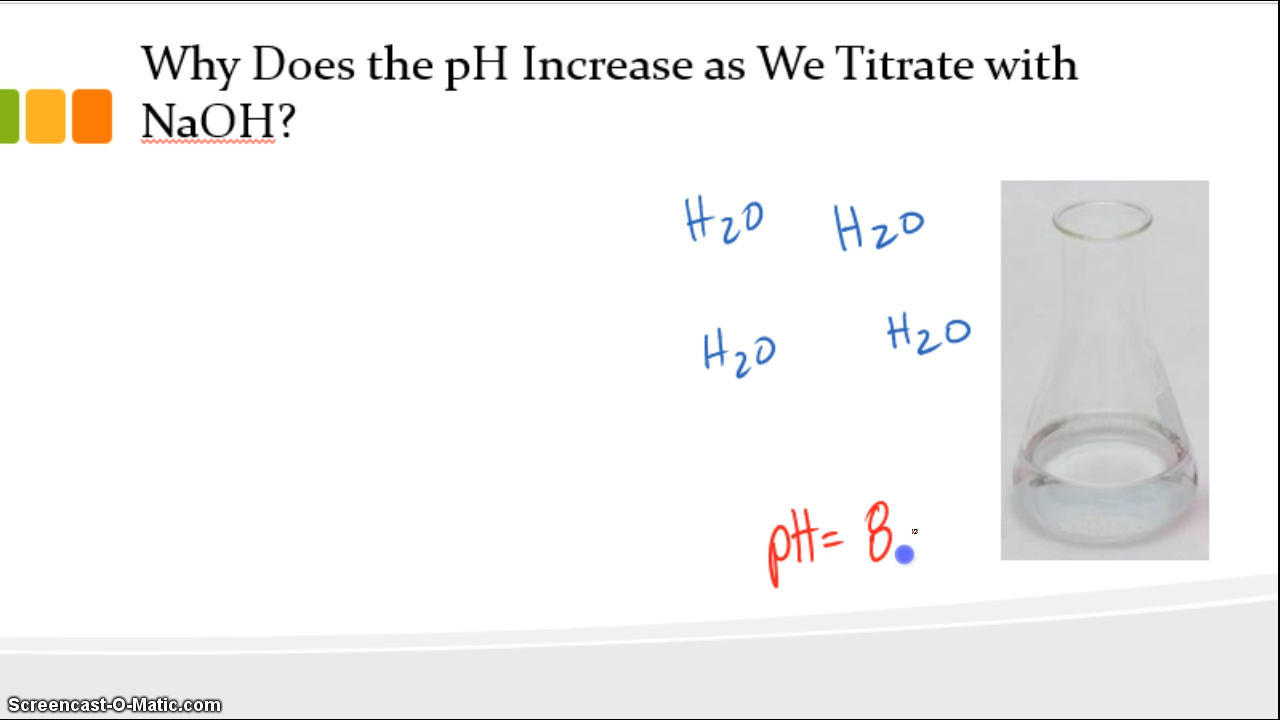 Why Does the pH Increase as We Titrate with
NaOH?
H₂O H₂O
H₂O H₂O
pH= 8.
Screencast-O-Matic.com